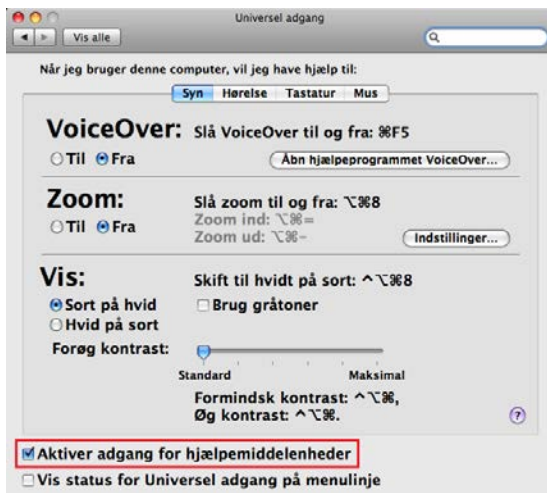 Universel adgang
Vis alle
Når jeg bruger denne computer, vil jeg have hjælp til:
Syn Hørelse Tastatur Mus
VoiceOver: Slå VoiceOver til og fra: ⌘F5
Til Fra Åbn hjælpeprogrammet VoiceOver...
Zoom: Slå zoom til og fra: ⌥⌘8
Zoom ind: ⌥⌘=
Til Fra
Zoom ud: ⌥⌘- Indstillinger...
Vis: Skift til hvidt på sort: ^⌥⌘8
Sort på hvid Brug gråtoner
Hvid på sort
Forøg kontrast:
Standard Maksimal
Formindsk kontrast: ^⌥⌘,
Øg kontrast: ^⌥⌘.
?
Aktiver adgang for hjælpemiddelenheder
Vis status for Universel adgang på menulinje